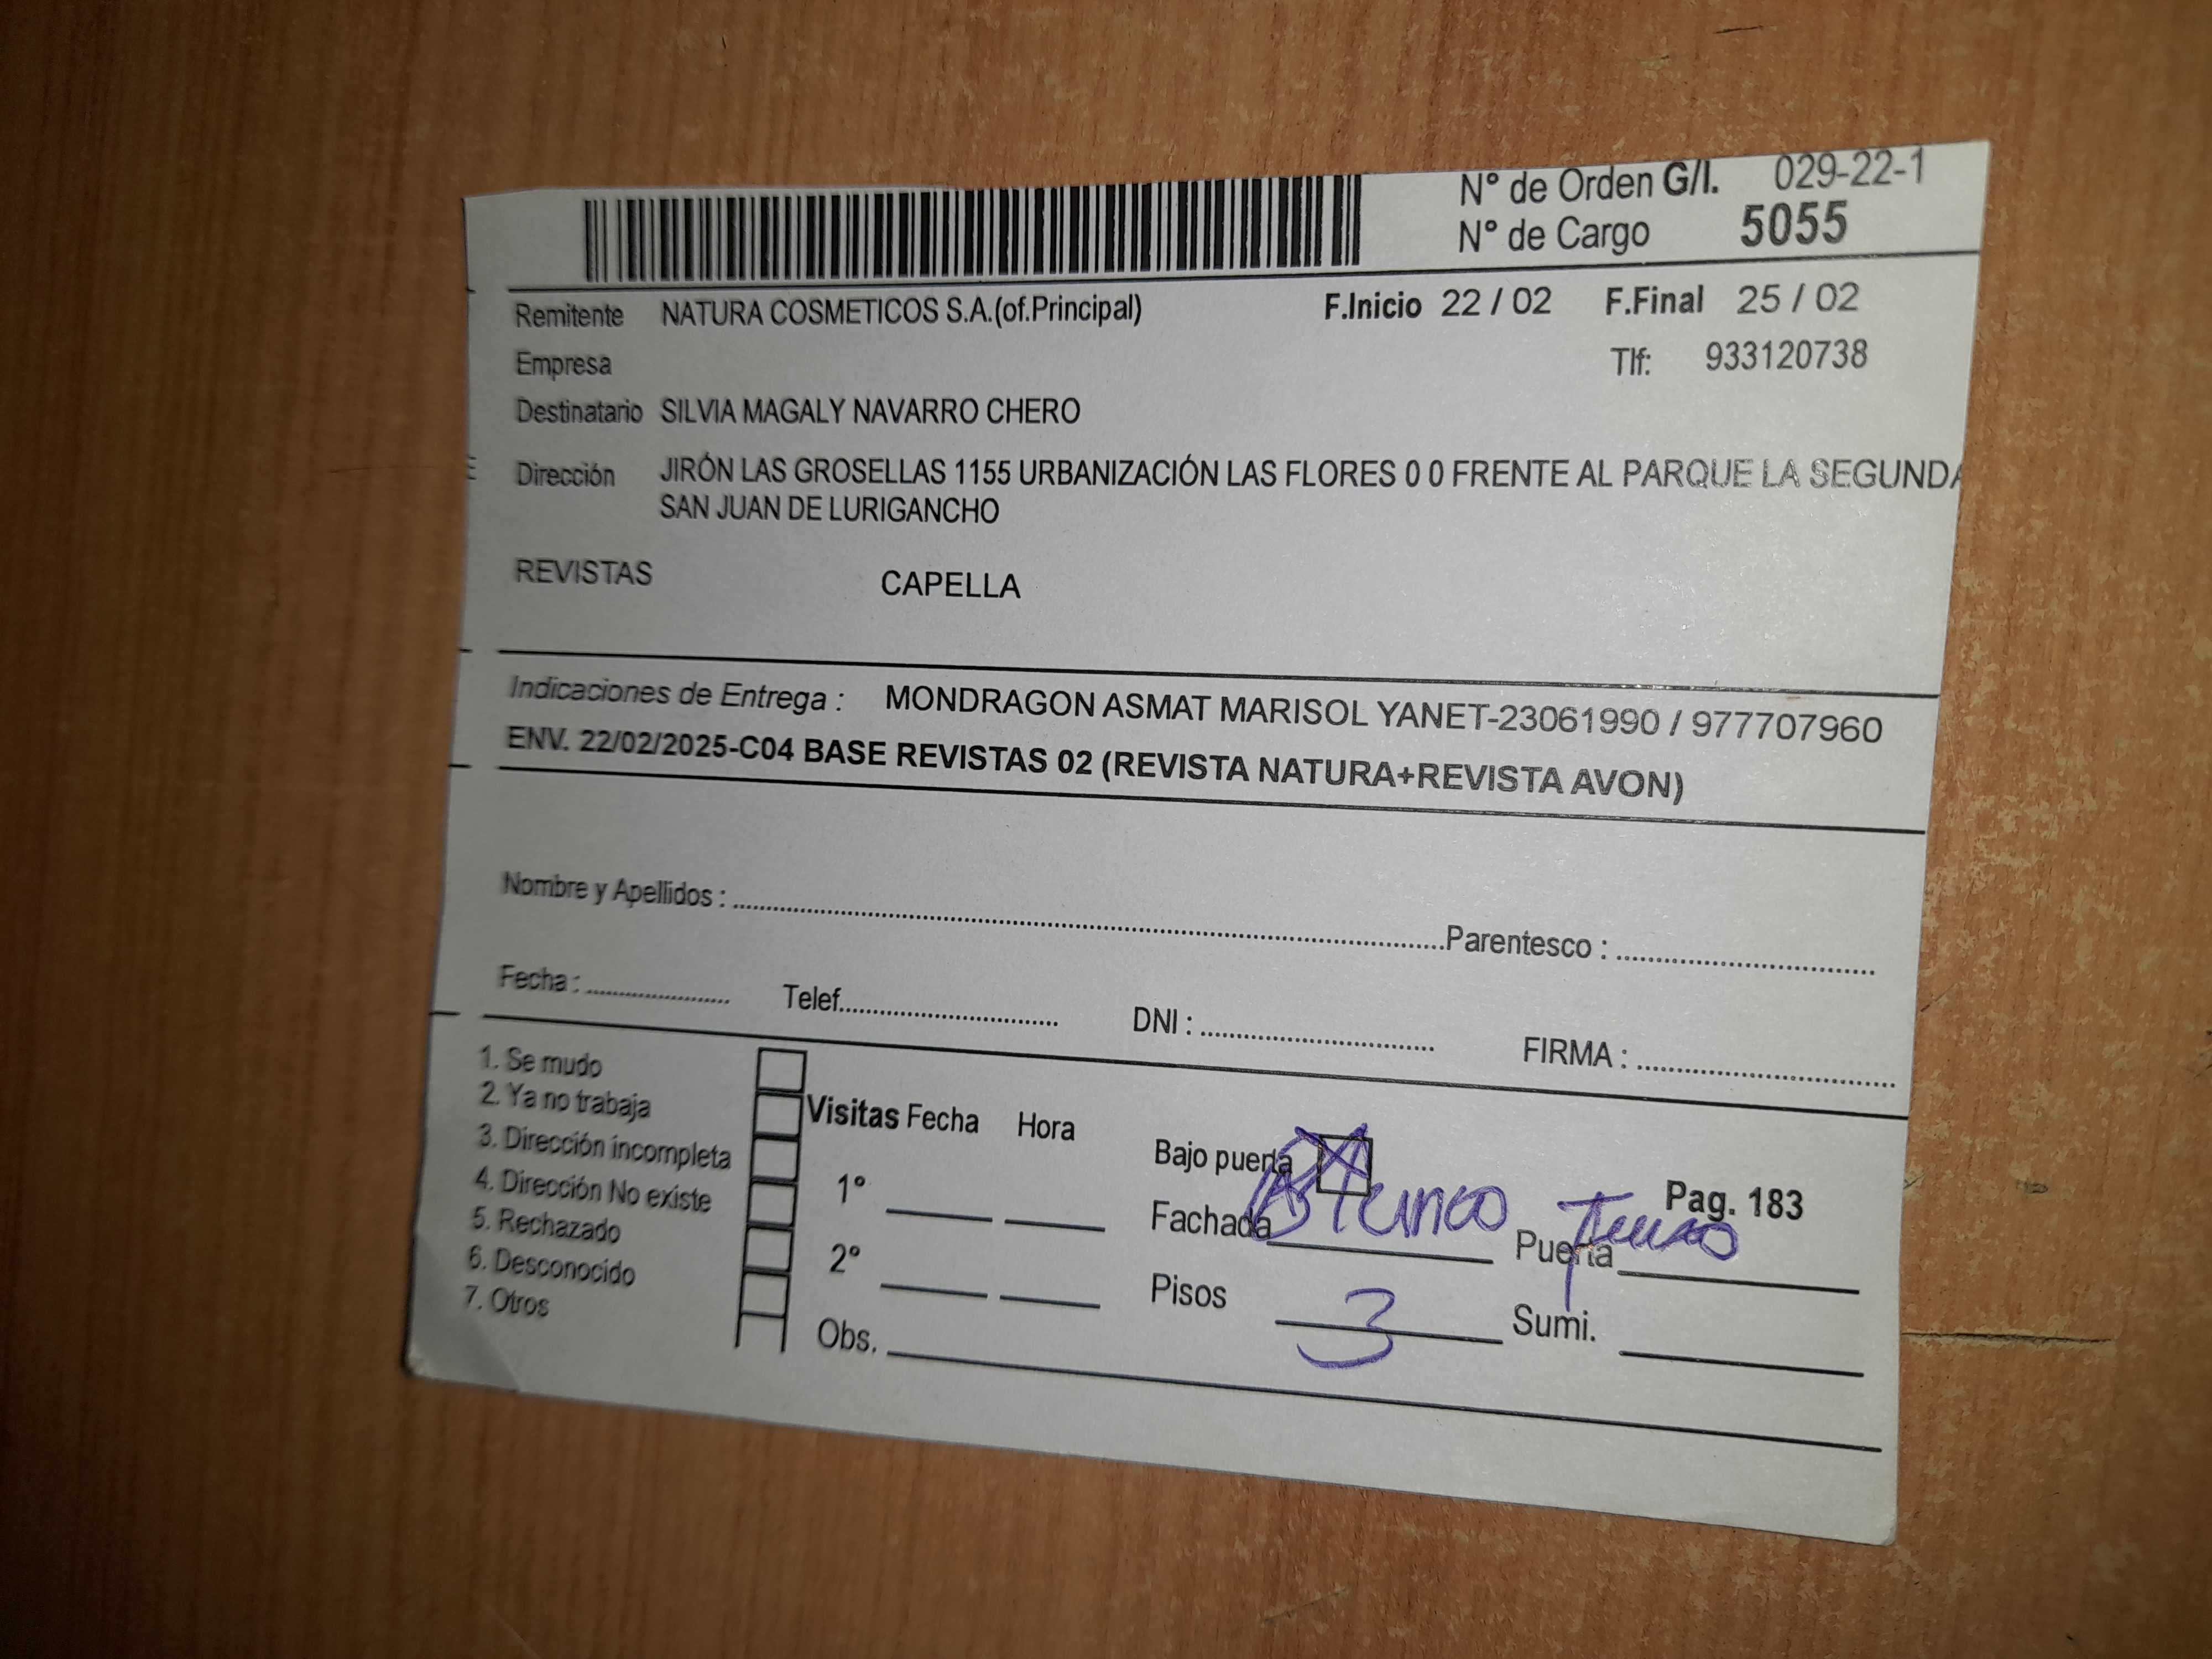 N° de Orden G/I. 029-22-1
N° de Cargo 5055
Remitente NATURA COSMETICOS S.A.(of.Principal) F.Inicio 22 / 02 F.Final 25 / 02
Empresa Tlf: 933120738
Destinatario SILVIA MAGALY NAVARRO CHERO
Dirección JIRÓN LAS GROSELLAS 1155 URBANIZACIÓN LAS FLORES 0 0 FRENTE AL PARQUE LA SEGUNDA
SAN JUAN DE LURIGANCHO
REVISTAS CAPELLA
Indicaciones de Entrega : MONDRAGON ASMAT MARISOL YANET-23061990 / 977707960
ENV. 22/02/2025-C04 BASE REVISTAS 02 (REVISTA NATURA+REVISTA AVON)
Nombre y Apellidos : Parentesco :
Fecha : Telef. DNI : FIRMA :
1. Se mudo
2. Ya no trabaja
3. Dirección incompleta
4. Dirección No existe
5. Rechazado
6. Desconocido
7. Otros
Visitas Fecha Hora
1°
2°
Obs.
Bajo puerta
Fachada
Pisos 3
Pag. 183
Puerta
Sumi.